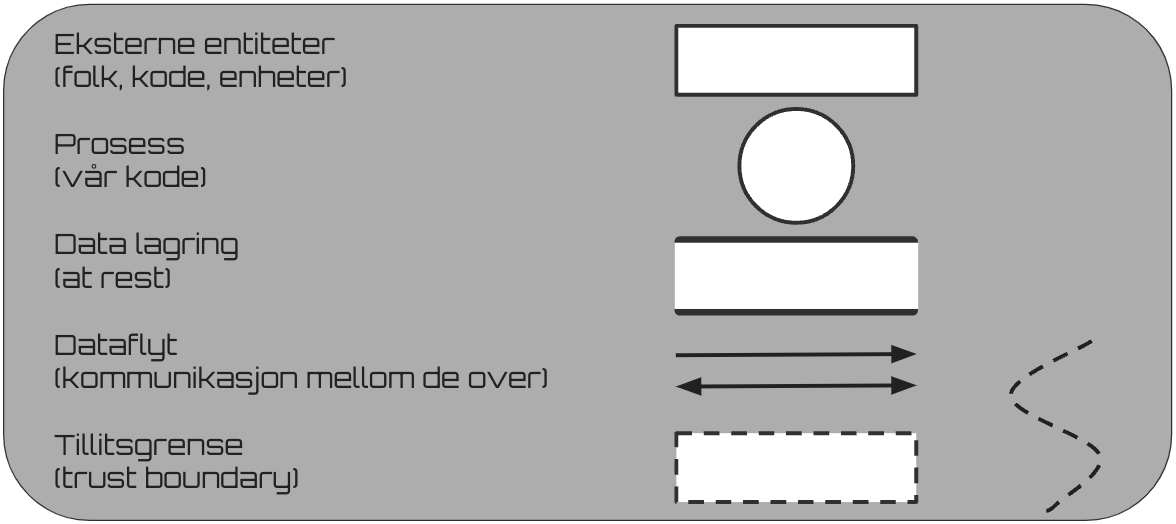 Eksterne entiteter
(folk, kode, enheter)
Prosess
(vår kode)
Data lagring
(at rest)
Dataflyt
(kommunikasjon mellom de over)
Tillitsgrense
(trust boundary)